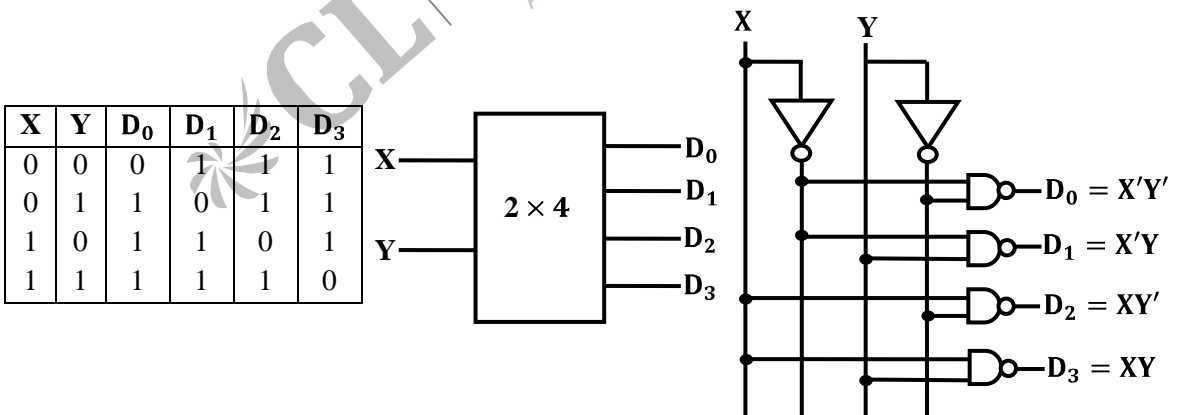 X Y D₀ D₁ D₂ D₃
0 0 0 1 1 1
0 1 1 0 1 1
1 0 1 1 0 1
1 1 1 1 1 0
X
Y
2 × 4
D₀
D₁
D₂
D₃
X
Y
D₀ = X′Y′
D₁ = X′Y
D₂ = XY′
D₃ = XY
CL